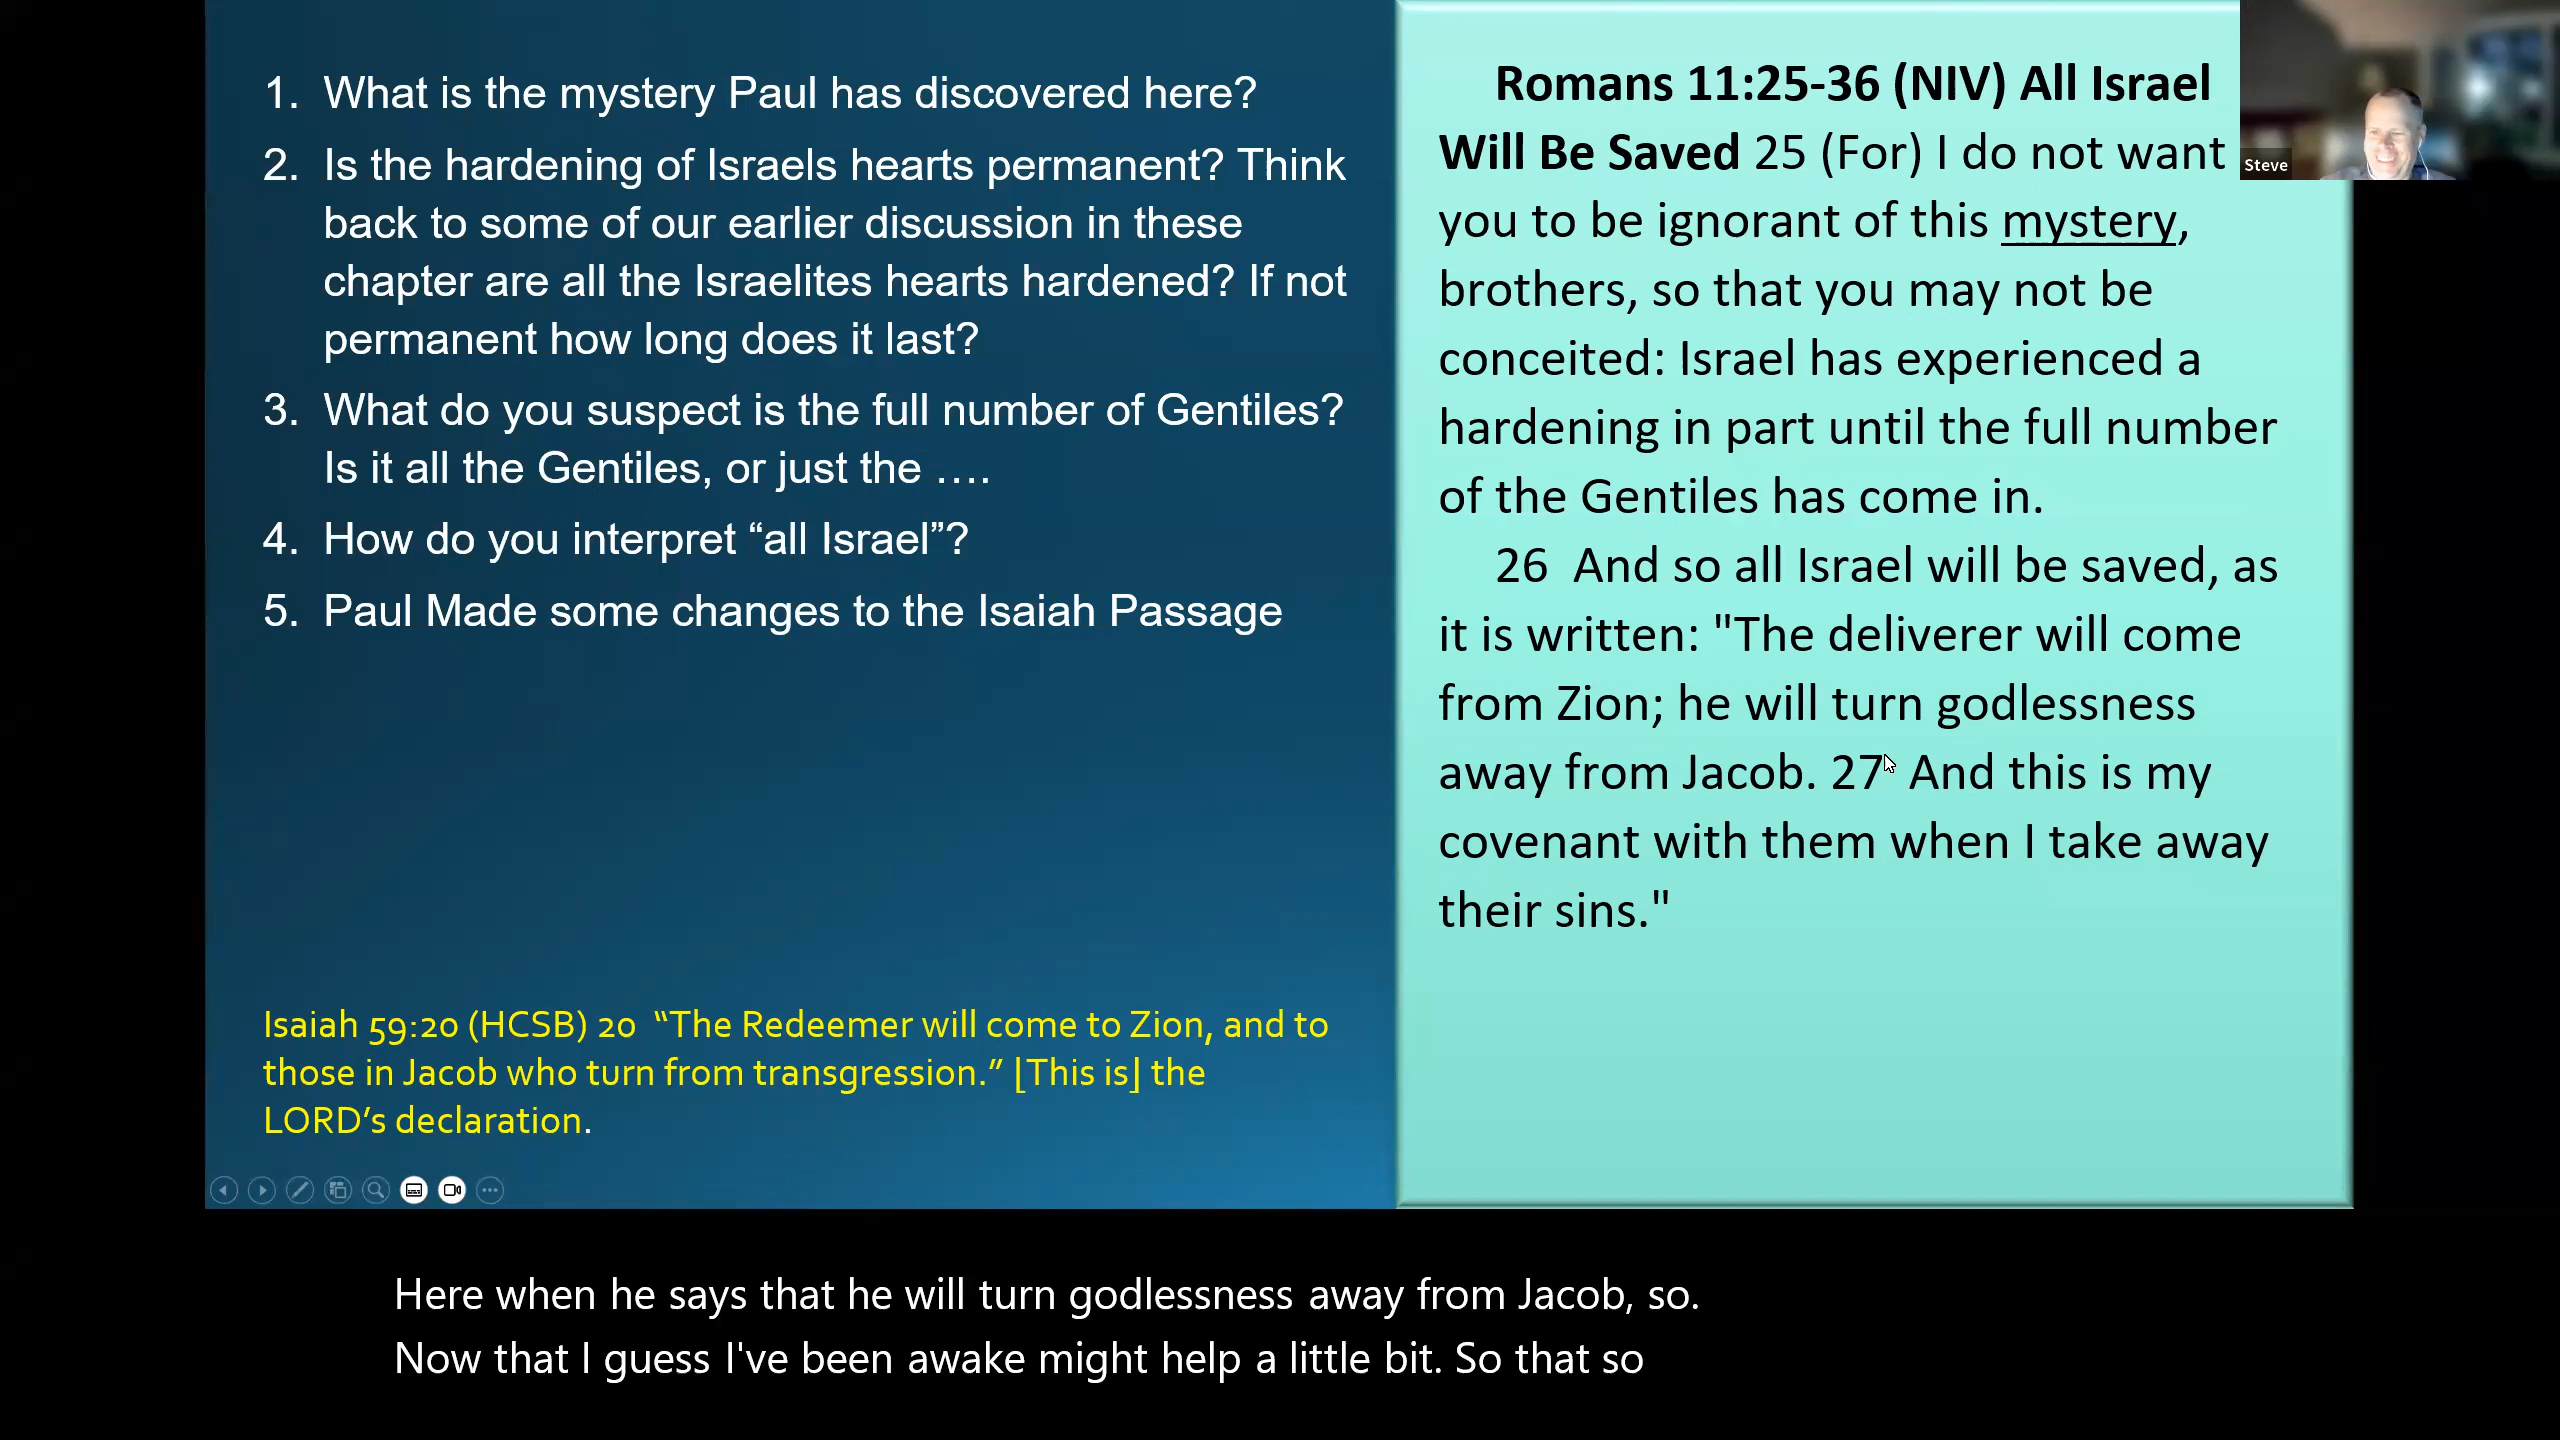 1. What is the mystery Paul has discovered here?
2. Is the hardening of Israels hearts permanent? Think
back to some of our earlier discussion in these
chapter are all the Israelites hearts hardened? If not
permanent how long does it last?
3. What do you suspect is the full number of Gentiles?
Is it all the Gentiles, or just the ….
4. How do you interpret “all Israel”?
5. Paul Made some changes to the Isaiah Passage
Isaiah 59:20 (HCSB) 20 “The Redeemer will come to Zion, and to
those in Jacob who turn from transgression.” [This is] the
LORD’s declaration.
Romans 11:25-36 (NIV) All Israel
Will Be Saved 25 (For) I do not want
you to be ignorant of this mystery,
brothers, so that you may not be
conceited: Israel has experienced a
hardening in part until the full number
of the Gentiles has come in.
26 And so all Israel will be saved, as
it is written: "The deliverer will come
from Zion; he will turn godlessness
away from Jacob. 27 And this is my
covenant with them when I take away
their sins."
Steve
Here when he says that he will turn godlessness away from Jacob, so.
Now that I guess I've been awake might help a little bit. So that so